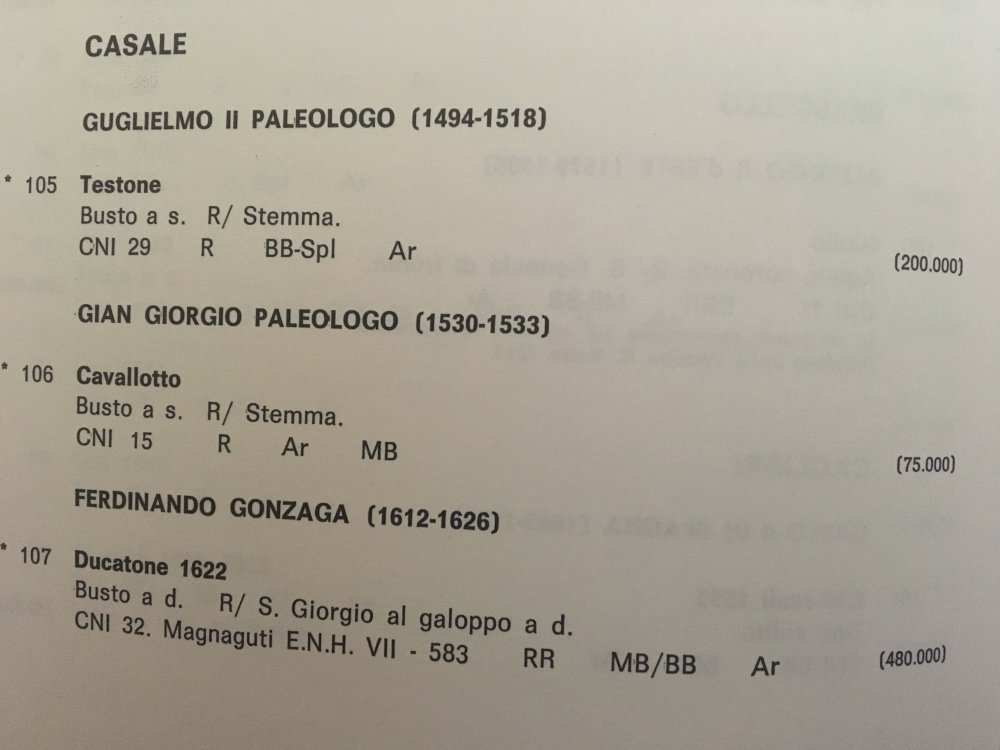 CASALE
GUGLIELMO II PALEOLOGO (1494-1518)
* 105 Testone
Busto a s. R/ Stemma.
CNI 29 R BB-Spl Ar (200.000)
GIAN GIORGIO PALEOLOGO (1530-1533)
* 106 Cavallotto
Busto a s. R/ Stemma.
CNI 15 R Ar MB (75.000)
FERDINANDO GONZAGA (1612-1626)
* 107 Ducatone 1622
Busto a d. R/ S. Giorgio al galoppo a d.
CNI 32. Magnaguti E.N.H. VII - 583 RR MB/BB Ar (480.000)